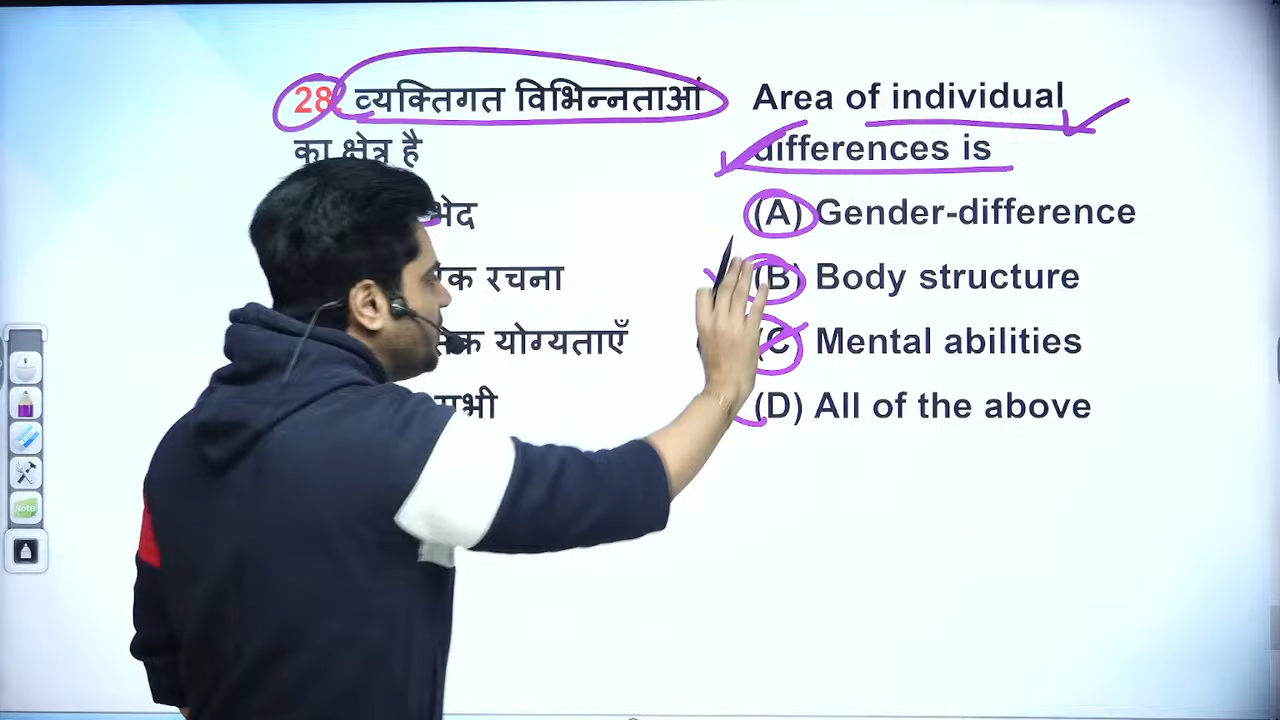 28. व्यक्तिगत विभिन्नताओं
का क्षेत्र है
रचना
योग्यताएँ
Area of individual
differences is
(A) Gender-difference
(B) Body structure
(C) Mental abilities
(D) All of the above
Note